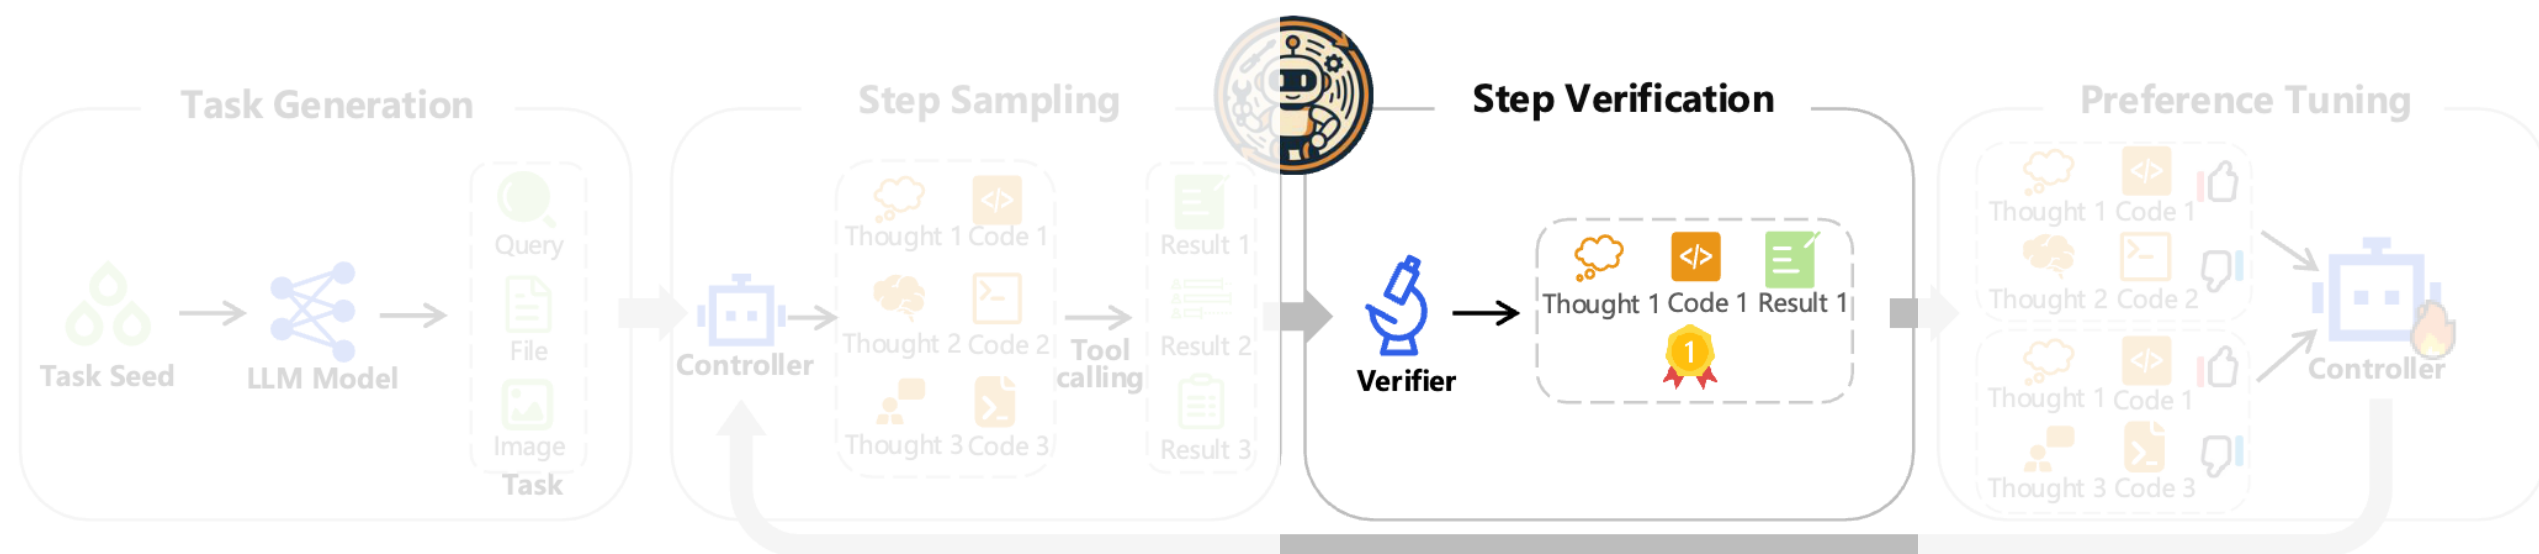 Task Generation
Task Seed
LLM Model
Query
File
Image
Task
Step Sampling
Controller
Thought 1 Code 1
Thought 2 Code 2
Thought 3 Code 3
Tool
calling
Result 1
Result 2
Result 3
Step Verification
Verifier
Thought 1 Code 1 Result 1
1
Preference Tuning
Thought 1 Code 1
Thought 2 Code 2
Thought 1 Code 1
Thought 3 Code 3
Controller